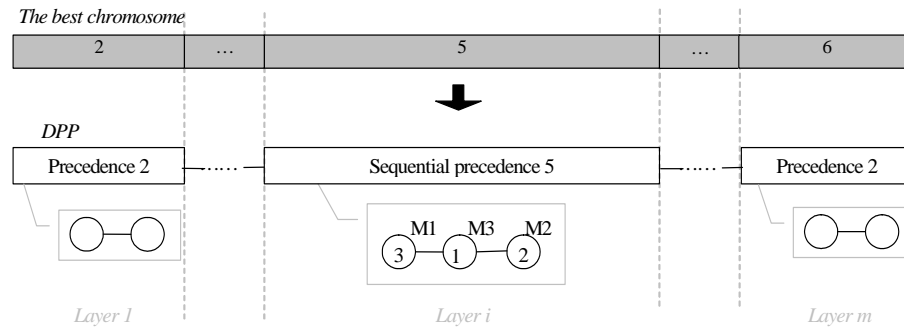 The best chromosome
2 ... 5 ... 6
DPP
Precedence 2 ...... Sequential precedence 5 ...... Precedence 2
M1 M3 M2
3 1 2
Layer 1 Layer i Layer m